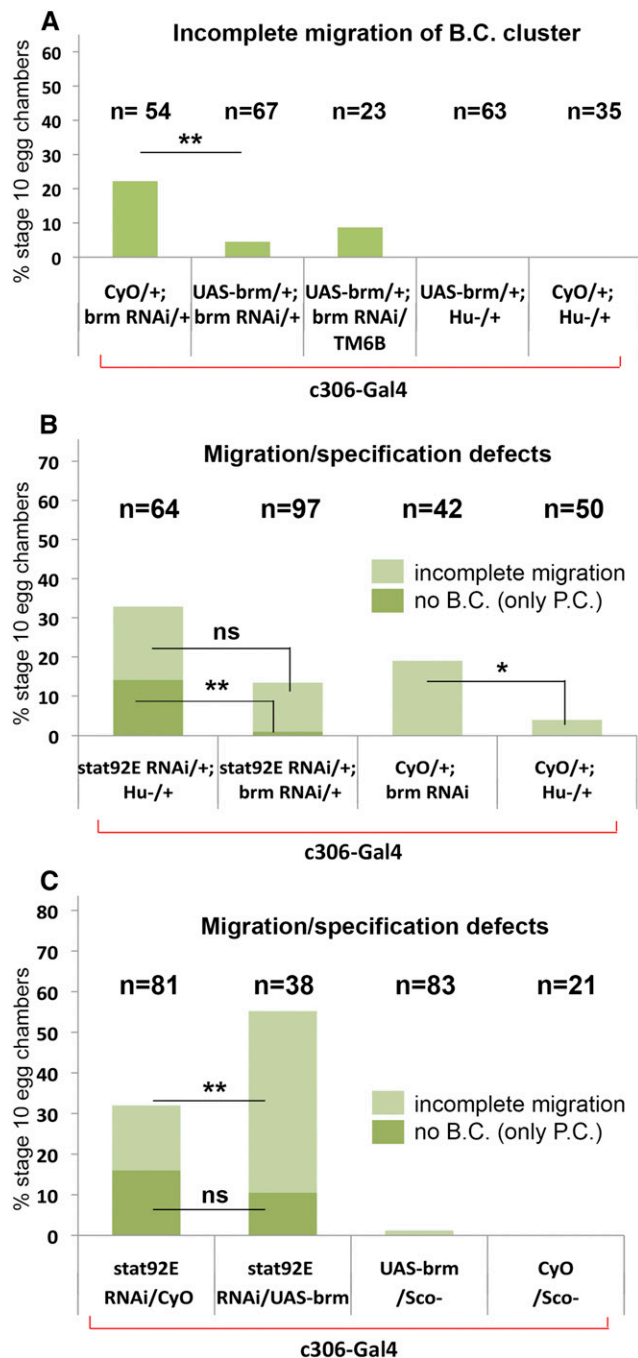 A
Incomplete migration of B.C. cluster
% stage 10 egg chambers
60
50
40
30
20
10
0
n= 54 n=67 n=23 n=63 n=35
**
CyO/+; UAS-brm/+; UAS-brm/+; UAS-brm/+; CyO/+;
brm RNAi/+ brm RNAi/+ brm RNAi/ Hu-/+ Hu-/+
TM6B
c306-Gal4
B
Migration/specification defects
% stage 10 egg chambers
70
60
50
40
30
20
10
0
n=64 n=97 n=42 n=50
incomplete migration
no B.C. (only P.C.)
ns
**
*
stat92E RNAi/+; stat92E RNAi/+; CyO/+; CyO/+;
Hu-/+ brm RNAi/+ brm RNAi Hu-/+
c306-Gal4
C
Migration/specification defects
% stage 10 egg chambers
80
70
60
50
40
30
20
10
0
n=81 n=38 n=83 n=21
incomplete migration
no B.C. (only P.C.)
**
ns
stat92E stat92E UAS-brm CyO
RNAi/CyO RNAi/UAS-brm /Sco- /Sco-
c306-Gal4